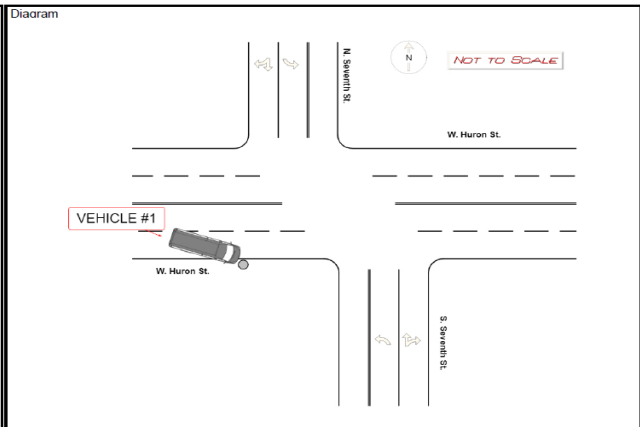 Diagram
N. Seventh St.
N
NOT TO SCALE
W. Huron St.
VEHICLE #1
W. Huron St.
S. Seventh St.